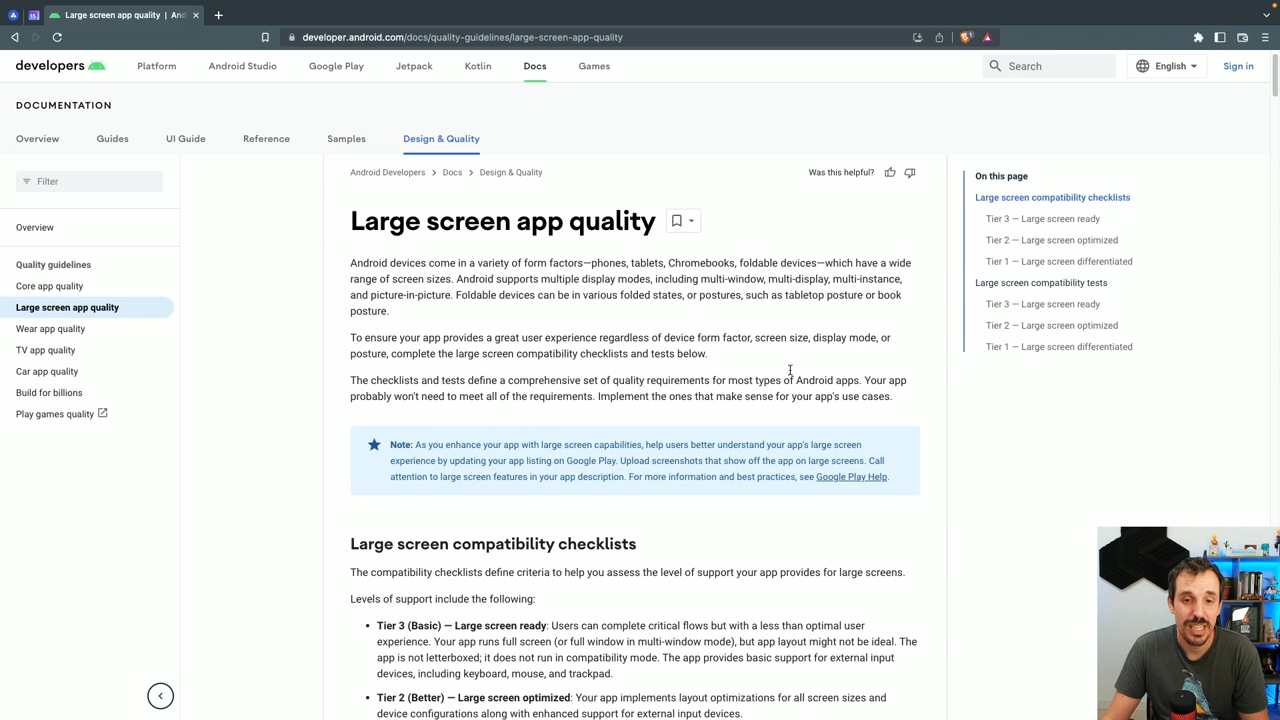 15
Large screen app quality | And
developer.android.com/docs/quality-guidelines/large-screen-app-quality
1
developers
Platform
Android Studio
Google Play
Jetpack
Kotlin
Docs
Games
Search
English
Sign in
DOCUMENTATION
Overview
Guides
UI Guide
Reference
Samples
Design & Quality
Filter
Overview
Quality guidelines
Core app quality
Large screen app quality
Wear app quality
TV app quality
Car app quality
Build for billions
Play games quality
Android Developers
Docs
Design & Quality
Was this helpful?
Large screen app quality
Android devices come in a variety of form factors—phones, tablets, Chromebooks, foldable devices—which have a wide
range of screen sizes. Android supports multiple display modes, including multi-window, multi-display, multi-instance,
and picture-in-picture. Foldable devices can be in various folded states, or postures, such as tabletop posture or book
posture.
To ensure your app provides a great user experience regardless of device form factor, screen size, display mode, or
posture, complete the large screen compatibility checklists and tests below.
The checklists and tests define a comprehensive set of quality requirements for most types of Android apps. Your app
probably won't need to meet all of the requirements. Implement the ones that make sense for your app's use cases.
Note: As you enhance your app with large screen capabilities, help users better understand your app's large screen
experience by updating your app listing on Google Play. Upload screenshots that show off the app on large screens. Call
attention to large screen features in your app description. For more information and best practices, see Google Play Help.
Large screen compatibility checklists
The compatibility checklists define criteria to help you assess the level of support your app provides for large screens.
Levels of support include the following:
• Tier 3 (Basic) — Large screen ready: Users can complete critical flows but with a less than optimal user
experience. Your app runs full screen (or full window in multi-window mode), but app layout might not be ideal. The
app is not letterboxed; it does not run in compatibility mode. The app provides basic support for external input
devices, including keyboard, mouse, and trackpad.
• Tier 2 (Better) — Large screen optimized: Your app implements layout optimizations for all screen sizes and
device configurations along with enhanced support for external input devices.
On this page
Large screen compatibility checklists
Tier 3 — Large screen ready
Tier 2 — Large screen optimized
Tier 1 — Large screen differentiated
Large screen compatibility tests
Tier 3 — Large screen ready
Tier 2 — Large screen optimized
Tier 1 — Large screen differentiated